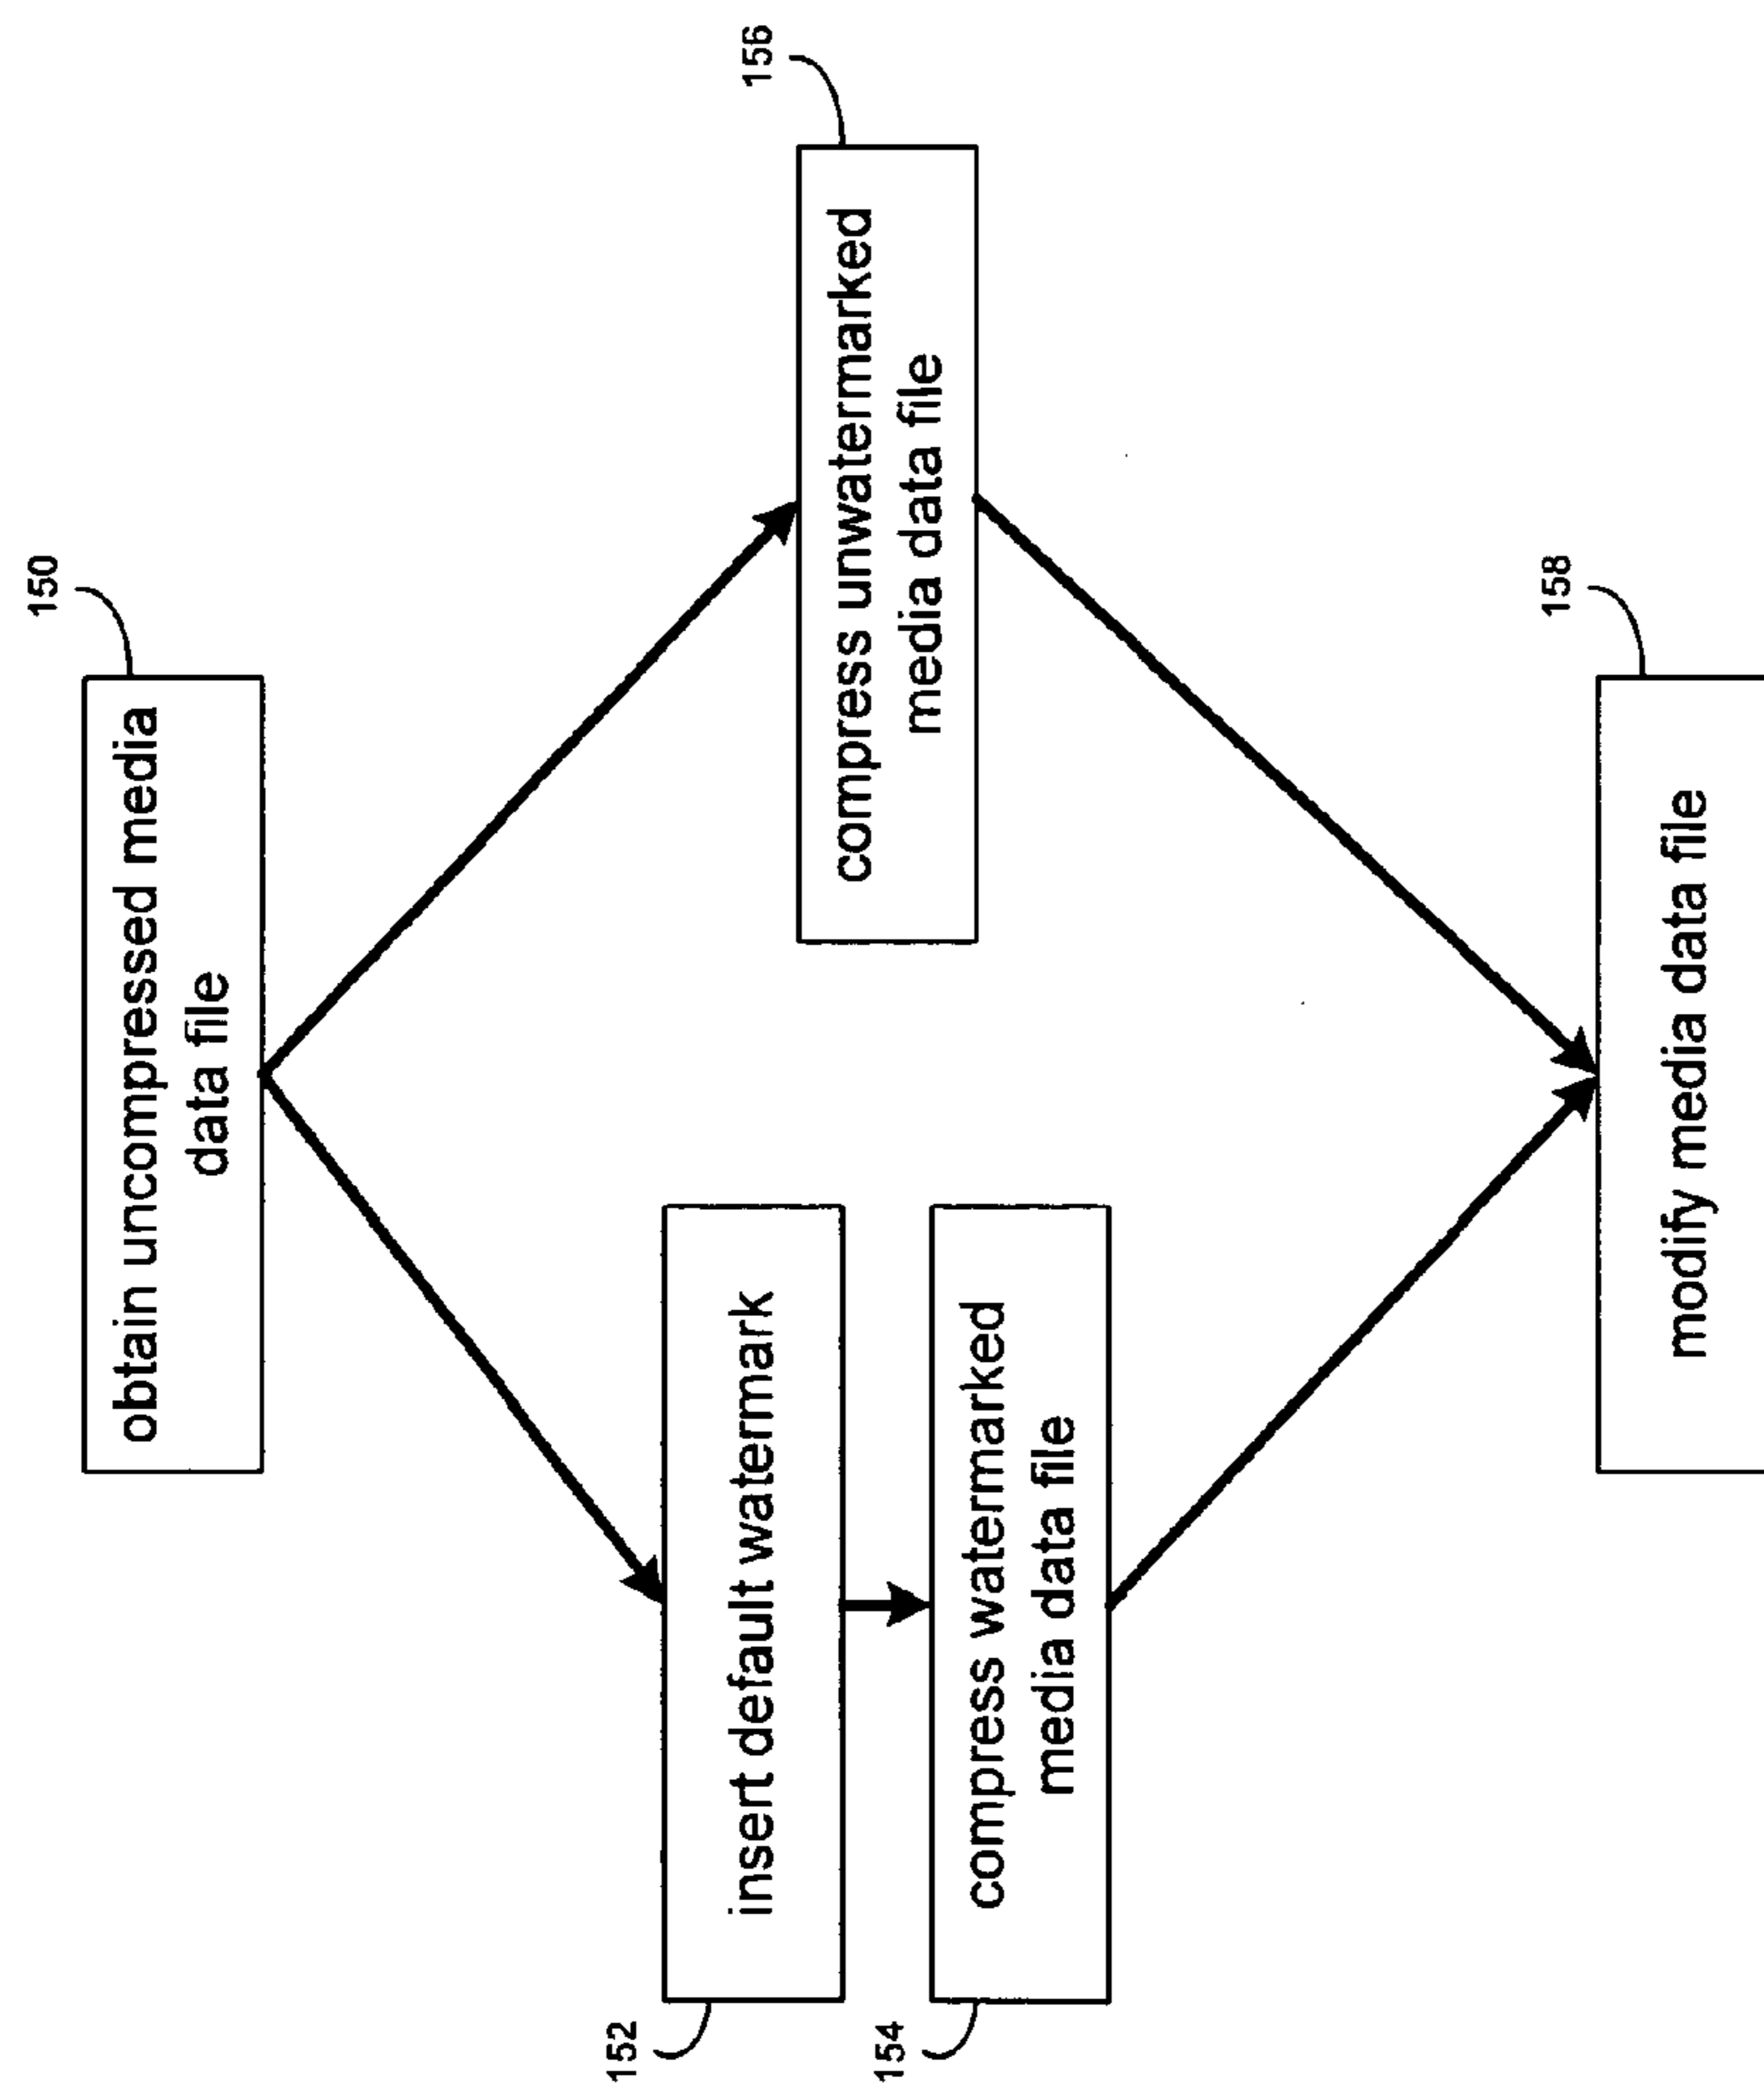 150
obtain uncompressed media
data file
152
insert default watermark
154
compress watermarked
media data file
156
compress unwatermarked
media data file
158
modify media data file